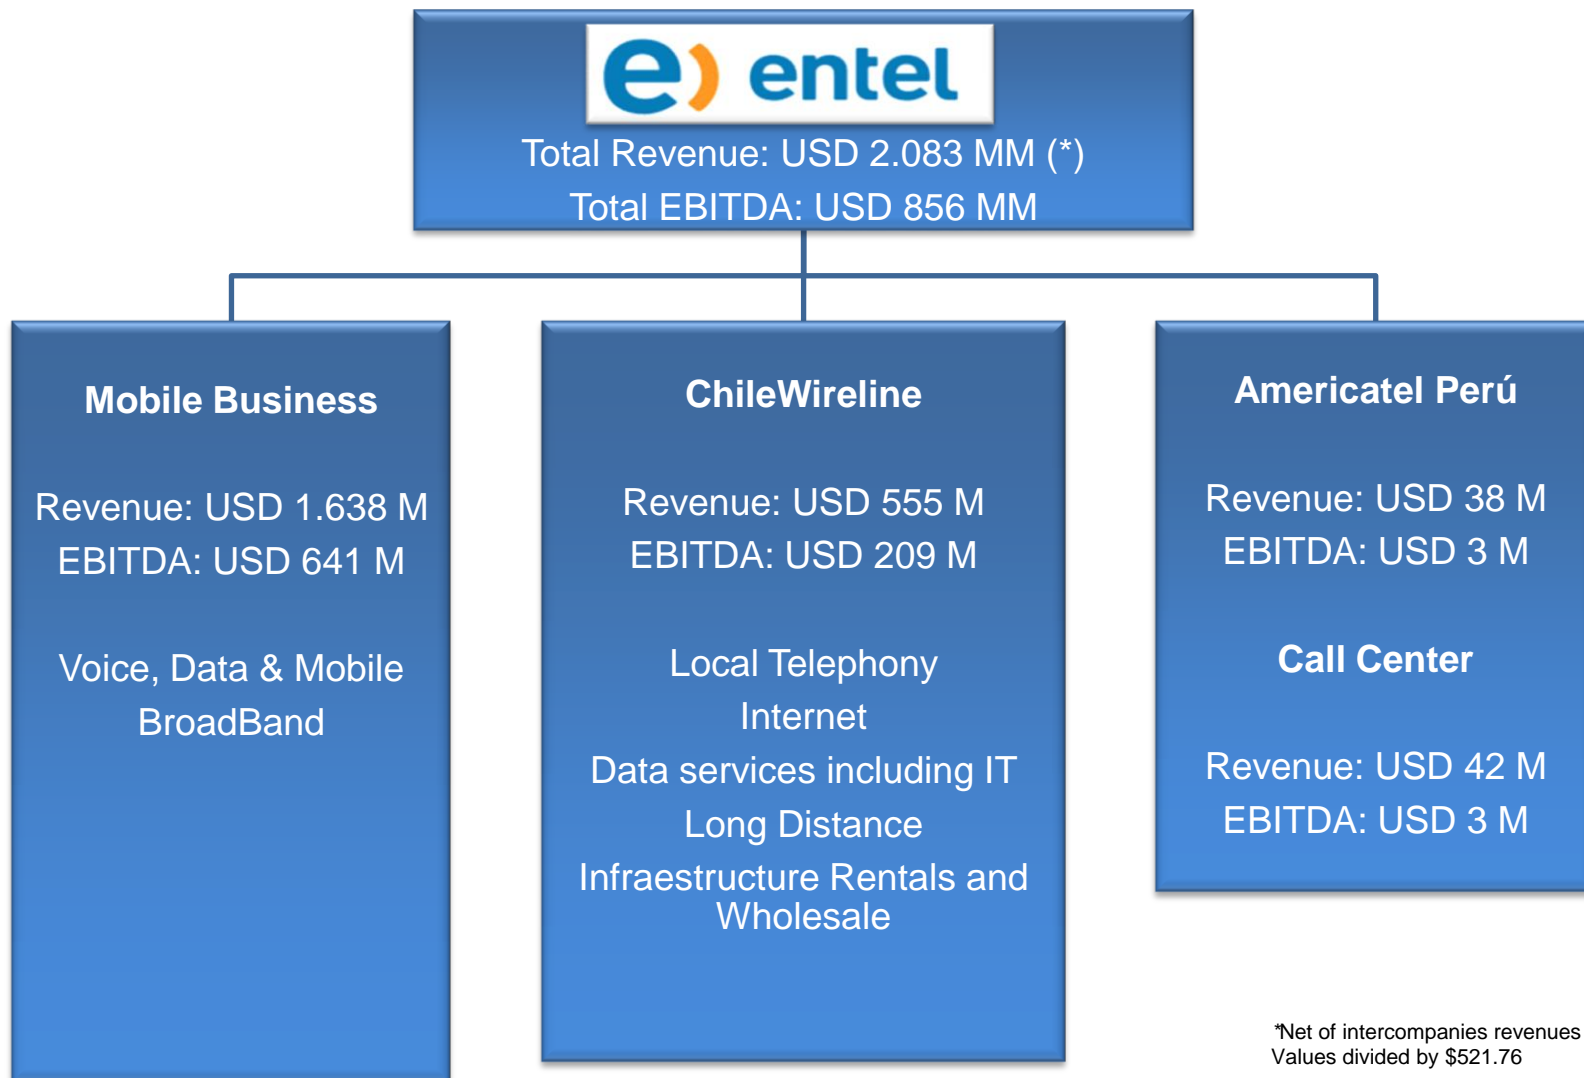 e) entel
Total Revenue: USD 2.083 MM (*)
Total EBITDA: USD 856 MM
Mobile Business
Revenue: USD 1.638 M
EBITDA: USD 641 M
Voice, Data & Mobile
BroadBand
ChileWireline
Revenue: USD 555 M
EBITDA: USD 209 M
Local Telephony
Internet
Data services including IT
Long Distance
Infraestructure Rentals and
Wholesale
Americatel Perú
Revenue: USD 38 M
EBITDA: USD 3 M
Call Center
Revenue: USD 42 M
EBITDA: USD 3 M
*Net of intercompanies revenues
Values divided by $521.76